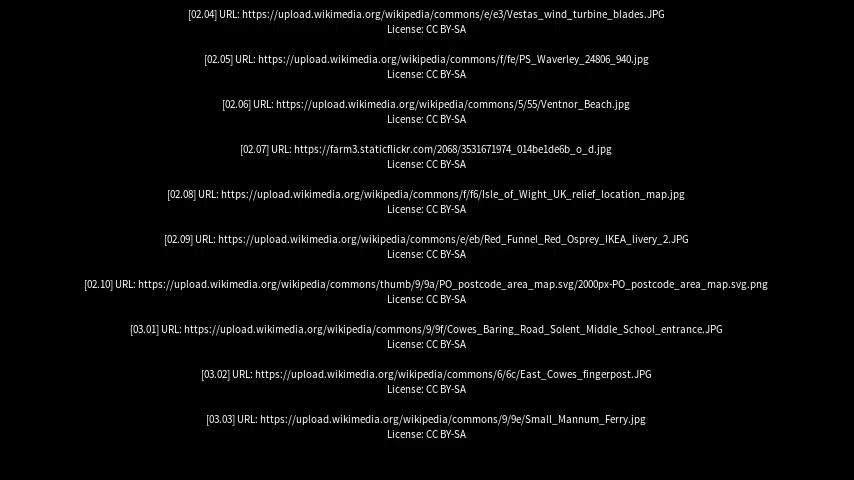 [02.04] URL: https://upload.wikimedia.org/wikipedia/commons/e/e3/Vestas_wind_turbine_blades.JPG
License: CC BY-SA
[02.05] URL: https://upload.wikimedia.org/wikipedia/commons/f/fe/PS_Waverley_24806_940.jpg
License: CC BY-SA
[02.06] URL: https://upload.wikimedia.org/wikipedia/commons/5/55/Ventnor_Beach.jpg
License: CC BY-SA
[02.07] URL: https://farm3.staticflickr.com/2068/3531671974_014be1de6b_o_d.jpg
License: CC BY-SA
[02.08] URL: https://upload.wikimedia.org/wikipedia/commons/f/f6/Isle_of_Wight_UK_relief_location_map.jpg
License: CC BY-SA
[02.09] URL: https://upload.wikimedia.org/wikipedia/commons/e/eb/Red_Funnel_Red_Osprey_IKEA_livery_2.JPG
License: CC BY-SA
[02.10] URL: https://upload.wikimedia.org/wikipedia/commons/thumb/9/9a/PO_postcode_area_map.svg/2000px-PO_postcode_area_map.svg.png
License: CC BY-SA
[03.01] URL: https://upload.wikimedia.org/wikipedia/commons/9/9f/Cowes_Baring_Road_Solent_Middle_School_entrance.JPG
License: CC BY-SA
[03.02] URL: https://upload.wikimedia.org/wikipedia/commons/6/6c/East_Cowes_fingerpost.JPG
License: CC BY-SA
[03.03] URL: https://upload.wikimedia.org/wikipedia/commons/9/9e/Small_Mannum_Ferry.jpg
License: CC BY-SA